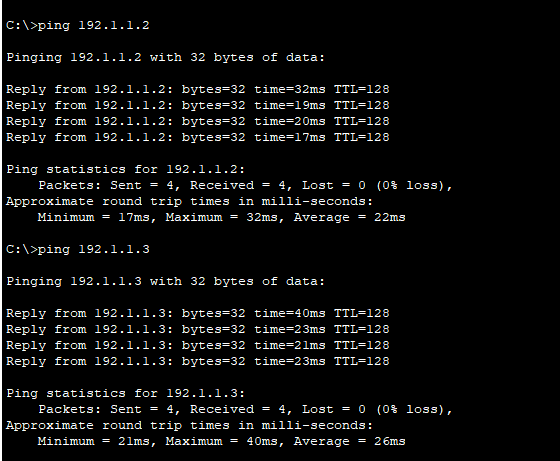 C:\>ping 192.1.1.2
Pinging 192.1.1.2 with 32 bytes of data:
Reply from 192.1.1.2: bytes=32 time=32ms TTL=128
Reply from 192.1.1.2: bytes=32 time=19ms TTL=128
Reply from 192.1.1.2: bytes=32 time=20ms TTL=128
Reply from 192.1.1.2: bytes=32 time=17ms TTL=128
Ping statistics for 192.1.1.2:
Packets: Sent = 4, Received = 4, Lost = 0 (0% loss),
Approximate round trip times in milli-seconds:
Minimum = 17ms, Maximum = 32ms, Average = 22ms
C:\>ping 192.1.1.3
Pinging 192.1.1.3 with 32 bytes of data:
Reply from 192.1.1.3: bytes=32 time=40ms TTL=128
Reply from 192.1.1.3: bytes=32 time=23ms TTL=128
Reply from 192.1.1.3: bytes=32 time=21ms TTL=128
Reply from 192.1.1.3: bytes=32 time=23ms TTL=128
Ping statistics for 192.1.1.3:
Packets: Sent = 4, Received = 4, Lost = 0 (0% loss),
Approximate round trip times in milli-seconds:
Minimum = 21ms, Maximum = 40ms, Average = 26ms